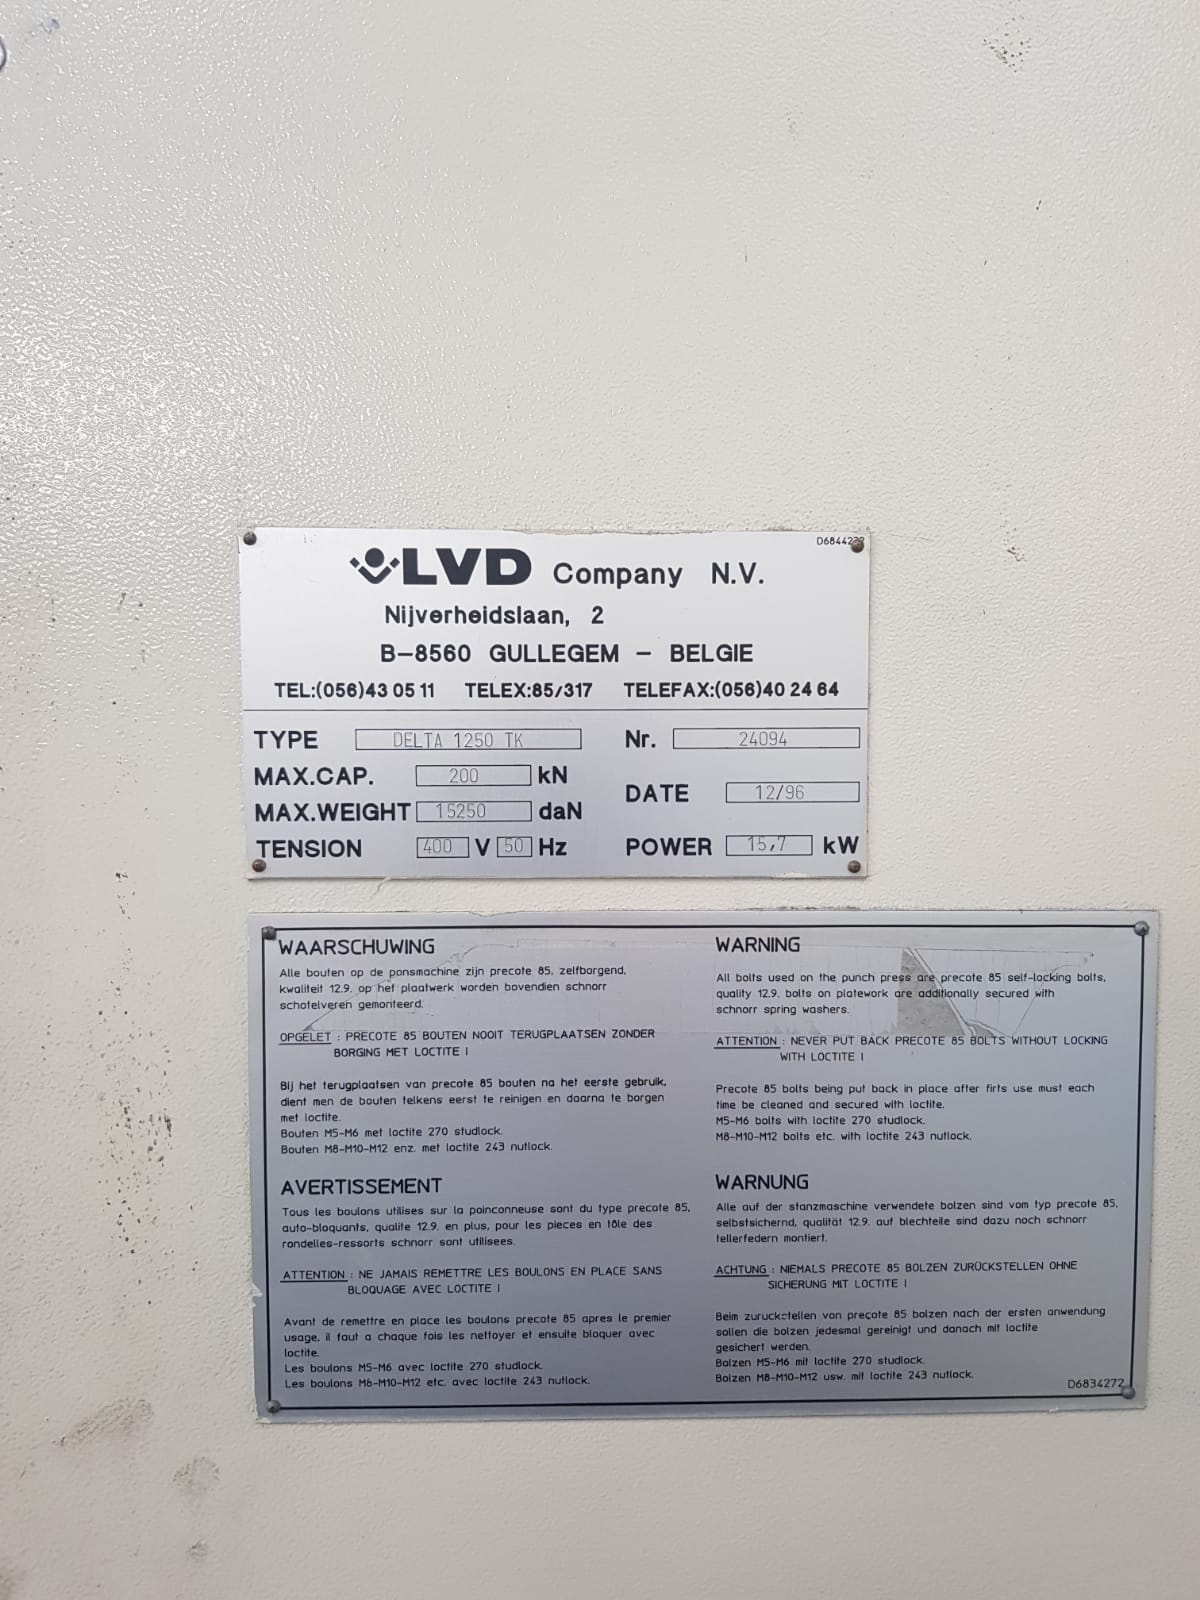 D6844272
LVD Company N.V.
Nijverheidslaan, 2
B-8560 GULLEGEM - BELGIE
TEL:(056)43 05 11 TELEX:85/317 TELEFAX:(056)40 24 64
TYPE DELTA 1250 TK Nr. 24094
MAX.CAP. 200 kN
DATE 12/96
MAX.WEIGHT 15250 daN
TENSION 400 V 50 Hz POWER 15,7 kW
WAARSCHUWING
Alle bouten op de ponsmachine zijn precote 85, zelfborgend,
kwaliteit 12.9. op het plaatwerk worden bovendien schnorr
schotelveren gemonteerd.
OPGELET : PRECOTE 85 BOUTEN NOOIT TERUGPLAATSEN ZONDER
BORGING MET LOCTITE !
Bij het terugplaatsen van precote 85 bouten na het eerste gebruik,
dient men de bouten telkens eerst te reinigen en daarna te borgen
met loctite.
Bouten M5-M6 met loctite 270 studlock.
Bouten M8-M10-M12 enz. met loctite 243 nutlock.
WARNING
All bolts used on the punch press are precote 85 self-locking bolts,
quality 12.9. bolts on platework are additionally secured with
schnorr spring washers.
ATTENTION : NEVER PUT BACK PRECOTE 85 BOLTS WITHOUT LOCKING
WITH LOCTITE !
Precote 85 bolts being put back in place after firts use must each
time be cleaned and secured with loctite.
M5-M6 bolts with loctite 270 studlock.
M8-M10-M12 bolts etc. with loctite 243 nutlock.
AVERTISSEMENT
Tous les boulons utilises sur la poinconneuse sont du type precote 85,
auto-bloquants, qualite 12.9. en plus, pour les pieces en tôle des
rondelles-ressorts schnorr sont utilisees.
ATTENTION : NE JAMAIS REMETTRE LES BOULONS EN PLACE SANS
BLOQUAGE AVEC LOCTITE !
Avant de remettre en place les boulons precote 85 apres le premier
usage, il faut a chaque fois les nettoyer et ensuite bloquer avec
loctite.
Les boulons M5-M6 avec loctite 270 studlock.
Les boulons M6-M10-M12 etc. avec loctite 243 nutlock.
WARNUNG
Alle auf der stanzmaschine verwendete bolzen sind vom typ precote 85,
selbstsichernd, qualität 12.9. auf blechteile sind dazu noch schnorr
tellerfedern montiert.
ACHTUNG : NIEMALS PRECOTE 85 BOLZEN ZURÜCKSTELLEN OHNE
SICHERUNG MIT LOCTITE !
Beim zuruckstellen von precote 85 bolzen nach der ersten anwendung
sollen die bolzen jedesmal gereinigt und danach mit loctite
gesichert werden.
Bolzen M5-M6 mit loctite 270 studlock.
Bolzen M8-M10-M12 usw. mit loctite 243 nutlock.
D6834272